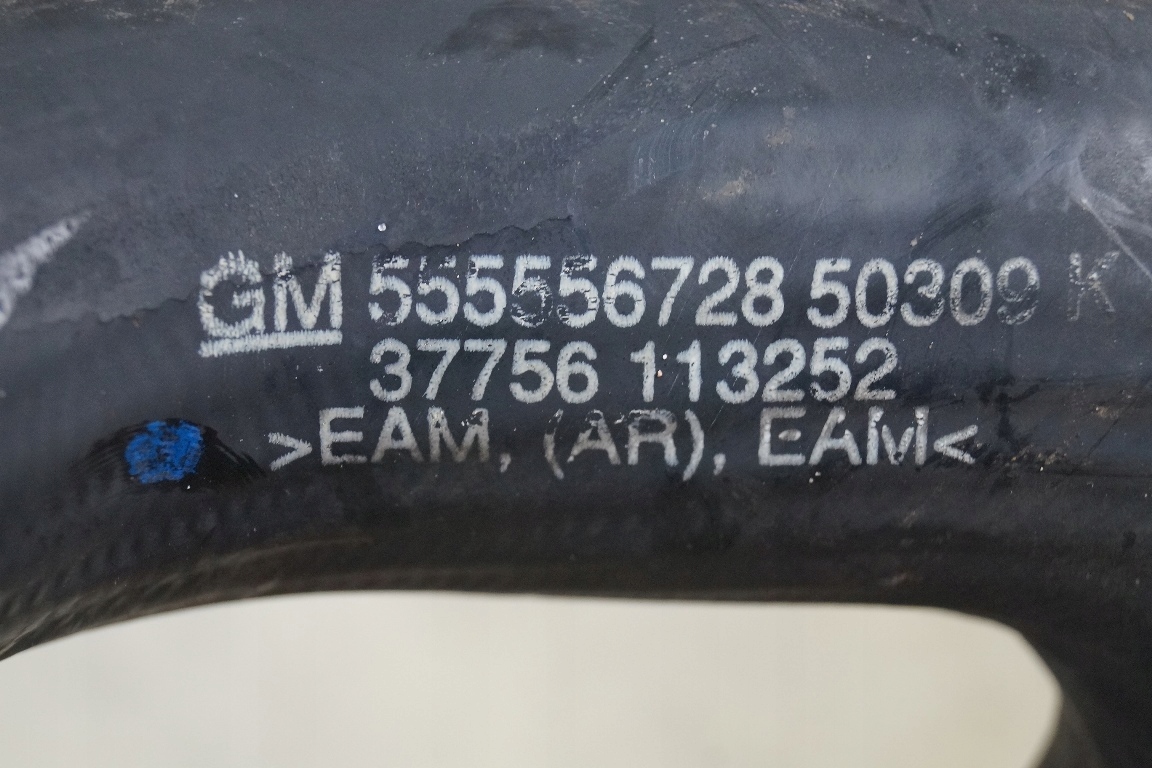 GM 555556728 50309 K
37756 113252
>EAM, (AR), EAM<